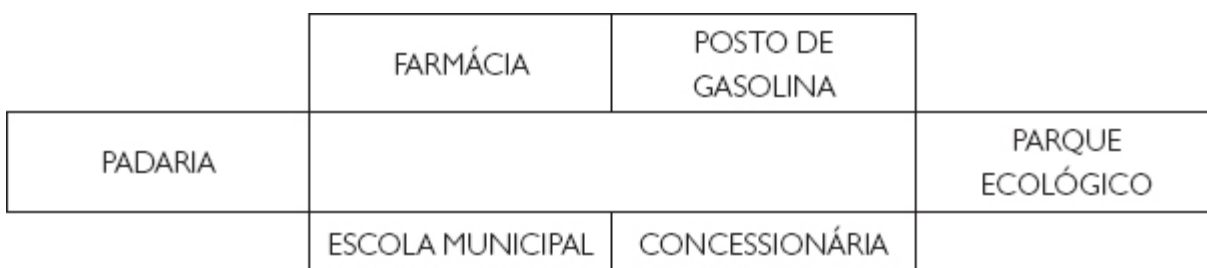 FARMÁCIA
POSTO DE
GASOLINA
PADARIA
PARQUE
ECOLÓGICO
ESCOLA MUNICIPAL
CONCESSIONÁRIA